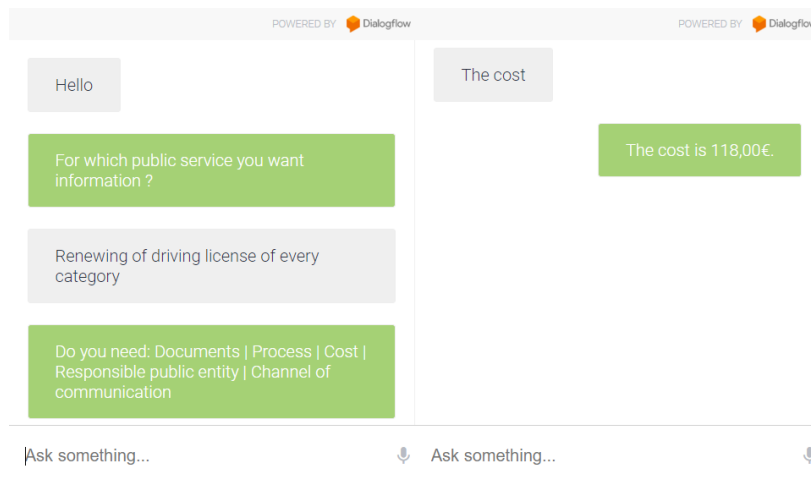 POWERED BY Dialogflow
Hello
For which public service you want
information ?
Renewing of driving license of every
category
Do you need: Documents | Process | Cost |
Responsible public entity | Channel of
communication
Ask something...
POWERED BY Dialogflow
The cost
The cost is 118,00€.
Ask something...